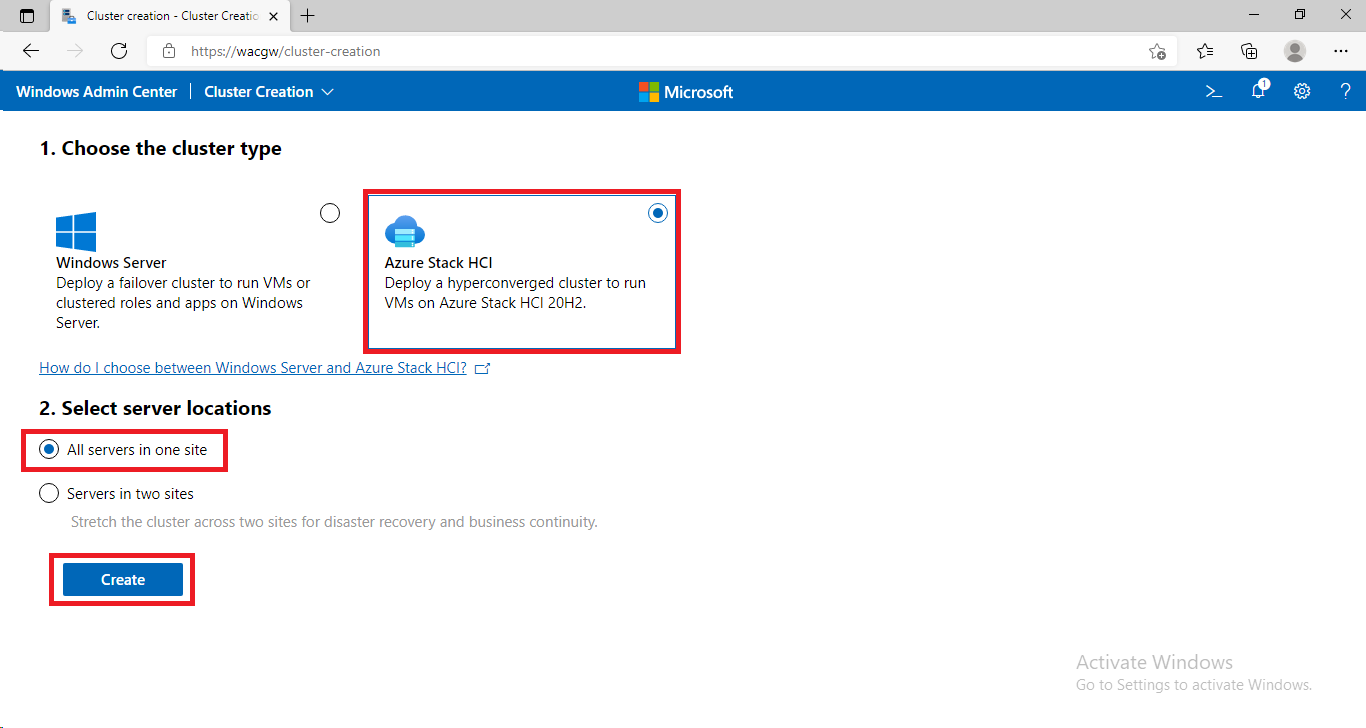 Cluster creation - Cluster Creatio
https://wacgw/cluster-creation
Windows Admin Center | Cluster Creation
Microsoft
1
1. Choose the cluster type
Windows Server
Deploy a failover cluster to run VMs or
clustered roles and apps on Windows
Server.
Azure Stack HCI
Deploy a hyperconverged cluster to run
VMs on Azure Stack HCI 20H2.
How do I choose between Windows Server and Azure Stack HCI?
2. Select server locations
All servers in one site
Servers in two sites
Stretch the cluster across two sites for disaster recovery and business continuity.
Create
Activate Windows
Go to Settings to activate Windows.